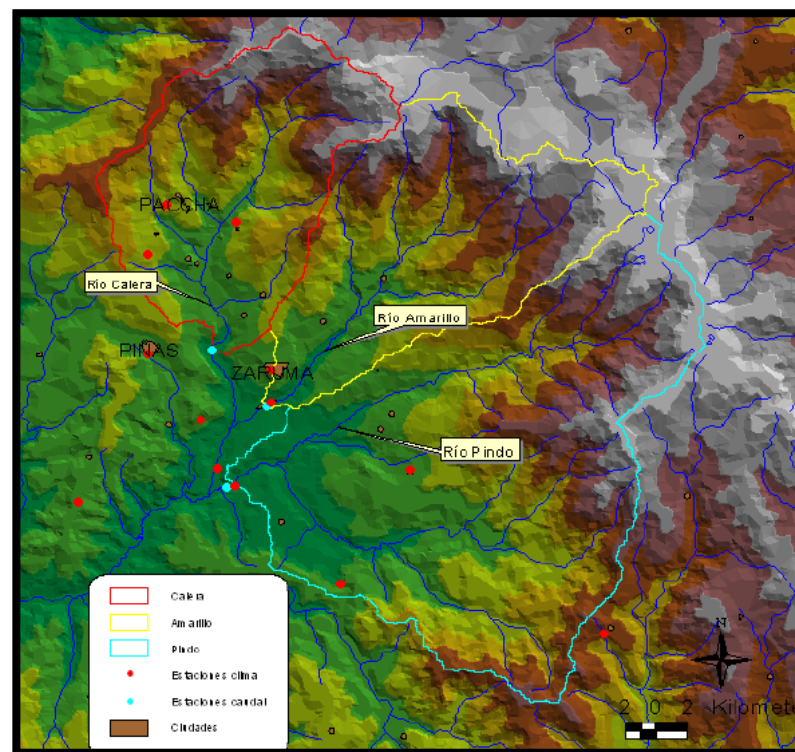 PACCHA
Río Calera
Río Amarillo
PIÑAS
ZARUMA
Río Pindo
Calera
Amarillo
Pindo
Estaciones clima
Estaciones caudal
Ciudades
N
2 0 2 Kilomete